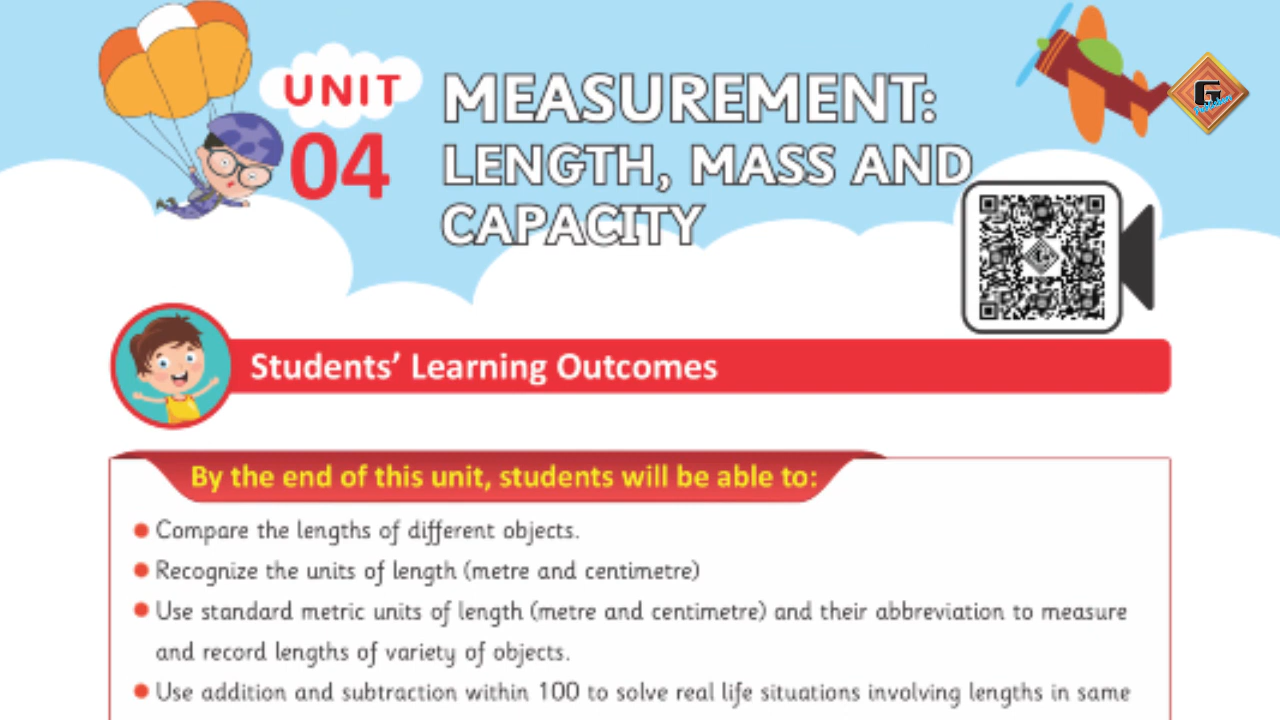 UNIT
04
MEASUREMENT:
LENGTH, MASS AND
CAPACITY
G
Students' Learning Outcomes
By the end of this unit, students will be able to:
Compare the lengths of different objects.
Recognize the units of length (metre and centimetre)
Use standard metric units of length (metre and centimetre) and their abbreviation to measure
and record lengths of variety of objects.
Use addition and subtraction within 100 to solve real life situations involving lengths in same